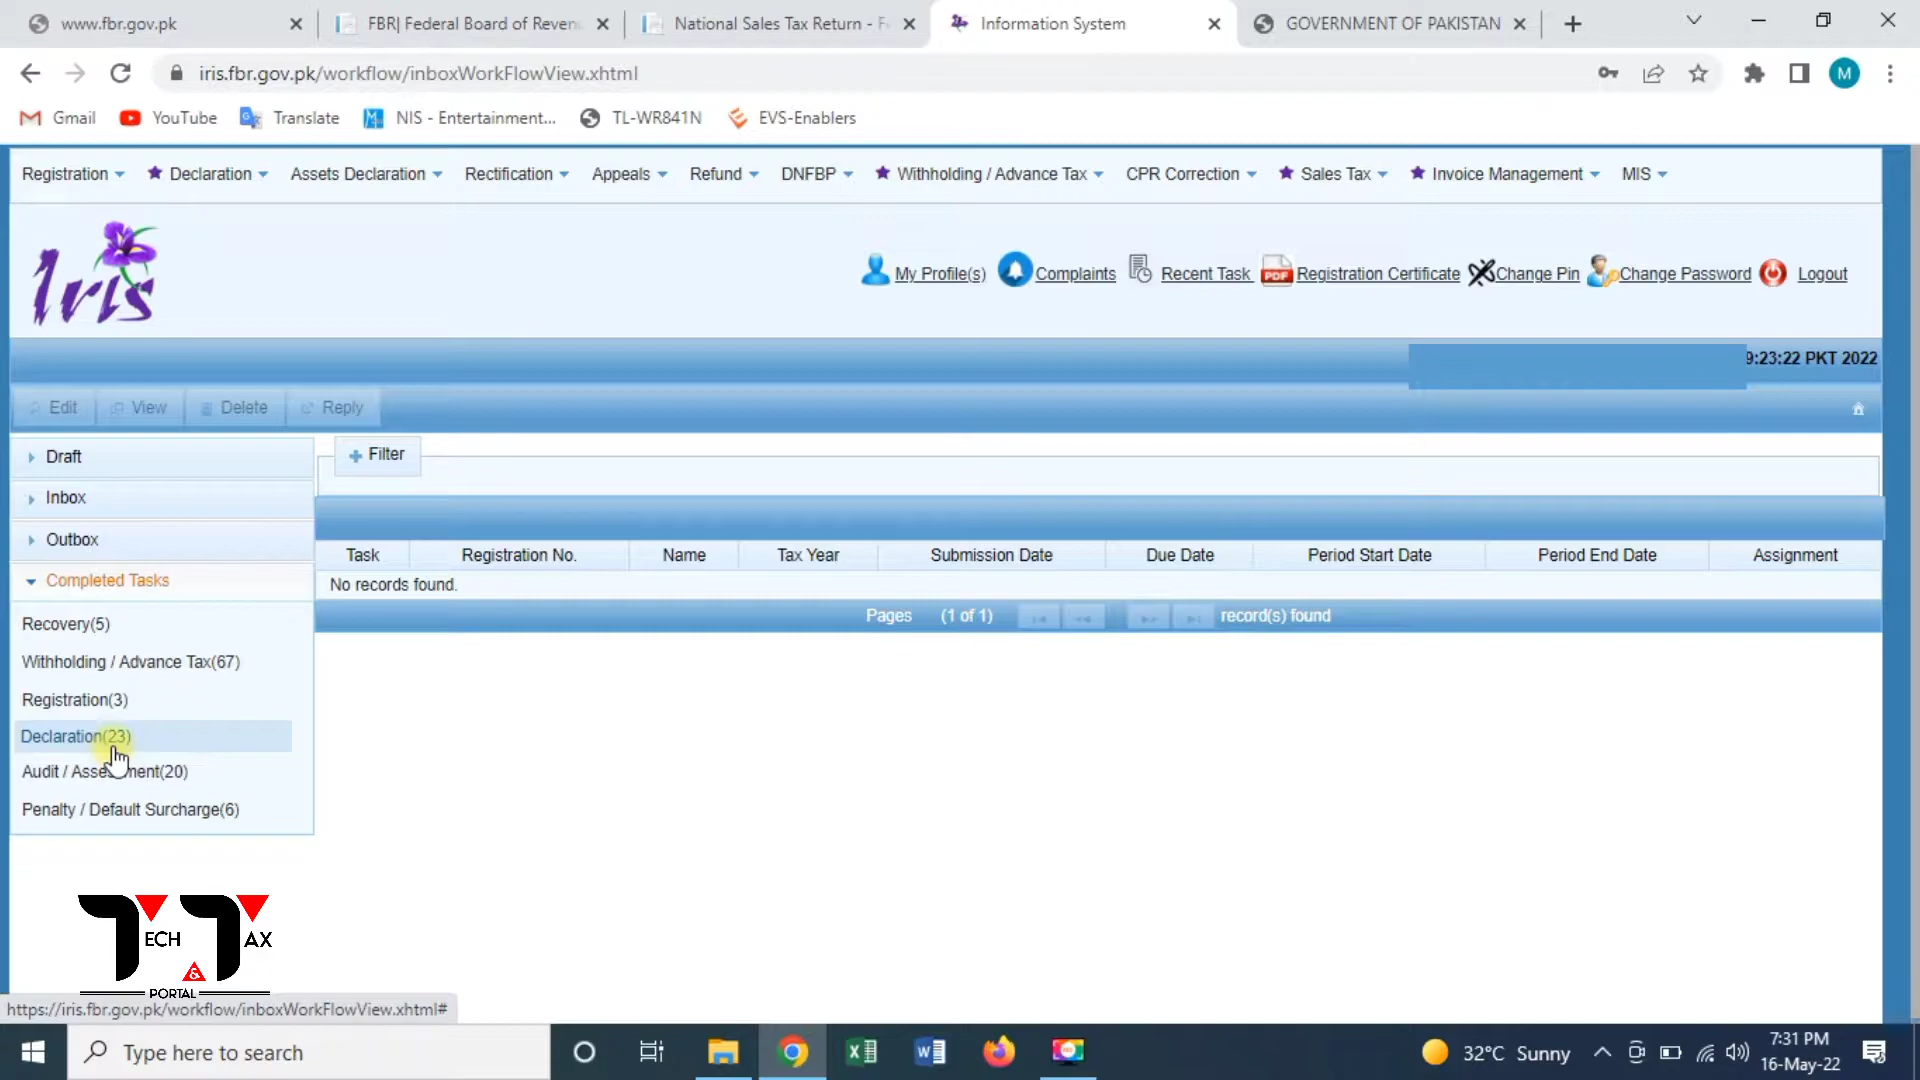 www.fbr.gov.pk
FBR| Federal Board of Reven
National Sales Tax Return - F
Information System
GOVERNMENT OF PAKISTAN
iris.fbr.gov.pk/workflow/inboxWorkFlowView.xhtml
M
Gmail
YouTube
Translate
NIS - Entertainment...
TL-WR841N
EVS-Enablers
Registration
Declaration
Assets Declaration
Rectification
Appeals
Refund
DNFBP
Withholding / Advance Tax
CPR Correction
Sales Tax
Invoice Management
MIS
Iris
My Profile(s)
Complaints
PDF
Recent Task
Registration Certificate
Change Pin
Change Password
Logout
9:23:22 PKT 2022
Edit
View
Delete
Reply
Draft
Filter
Inbox
Outbox
Task
Registration No.
Name
Tax Year
Submission Date
Due Date
Period Start Date
Period End Date
Assignment
Completed Tasks
No records found.
Pages
(1 of 1)
record(s) found
Recovery(5)
Withholding / Advance Tax(67)
Registration(3)
Declaration(23)
Audit / Assessment(20)
Penalty / Default Surcharge(6)
TECH & TAX
PORTAL
https://iris.fbr.gov.pk/workflow/inboxWorkFlowView.xhtml#
Type here to search
32°C Sunny
7:31 PM
16-May-22